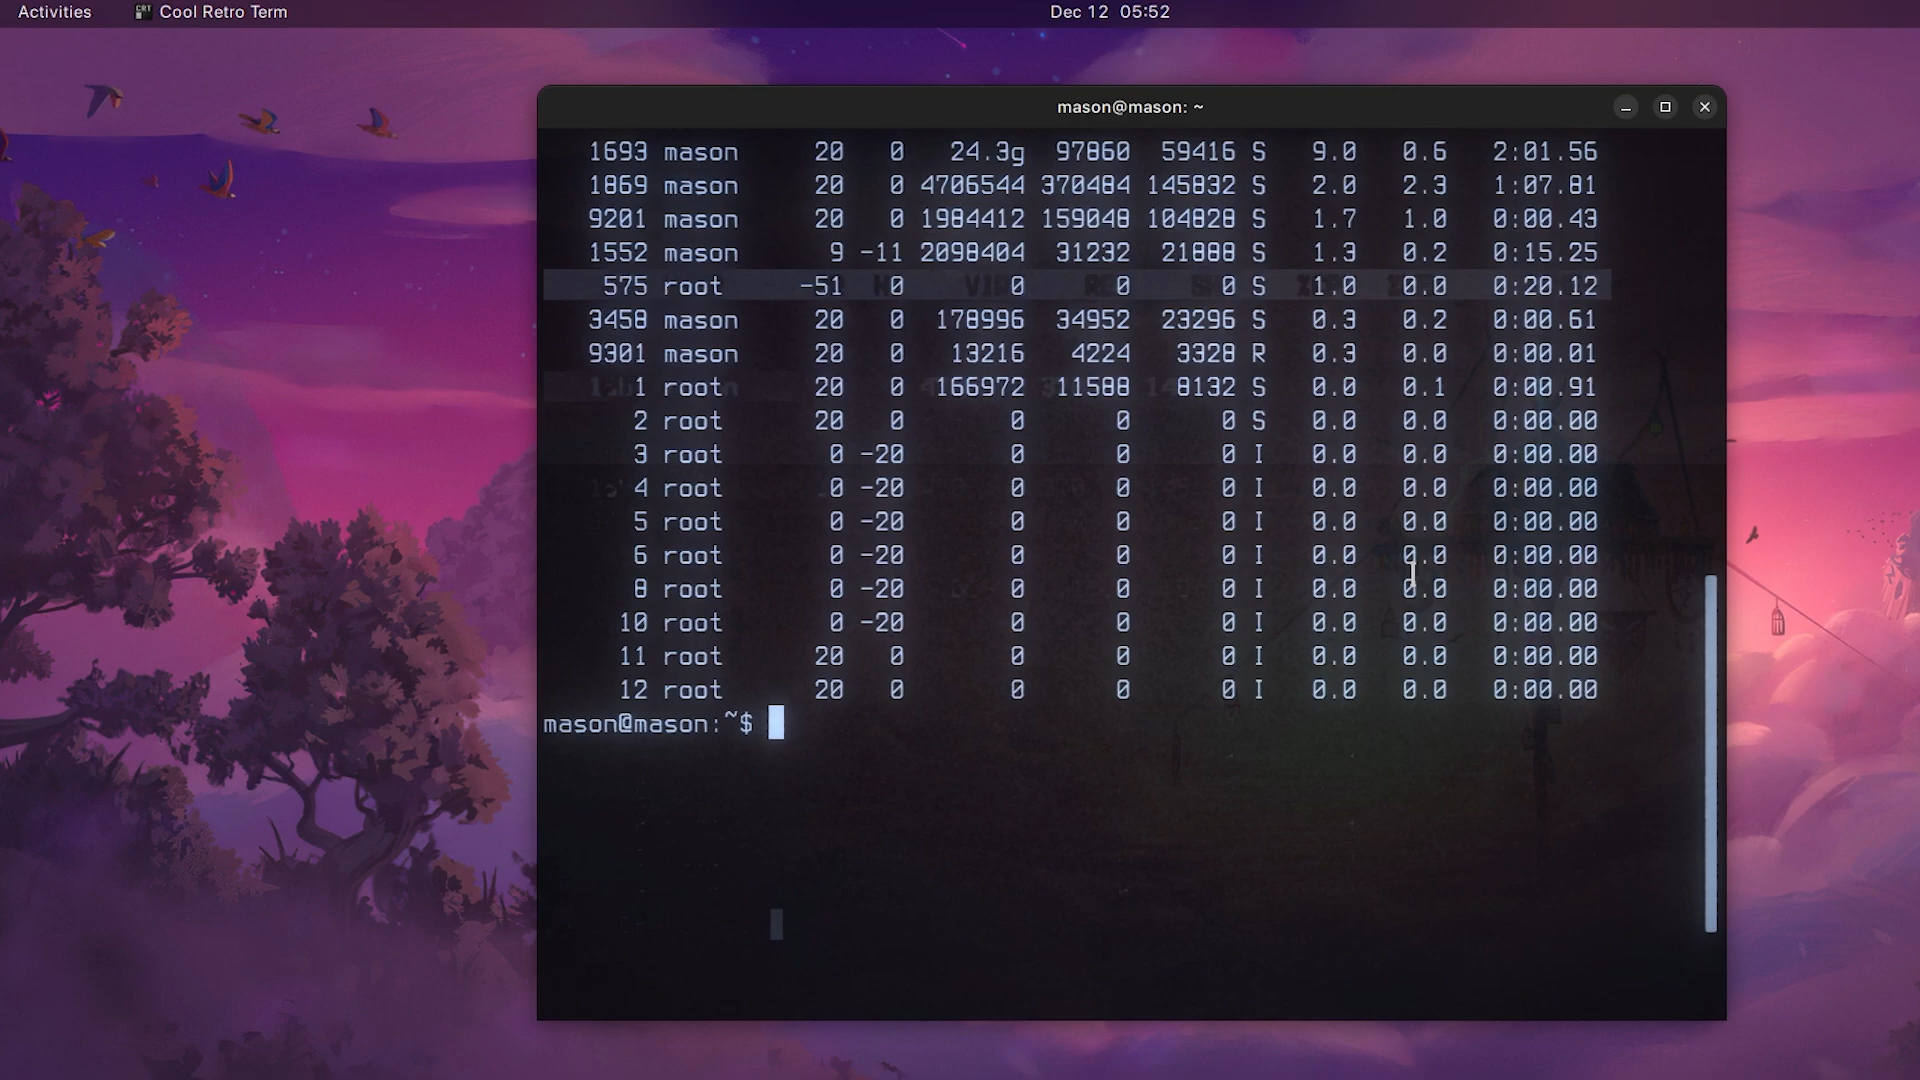 Activities Cool Retro Term Dec 12 05:52
mason@mason: ~
1693 mason 20 0 24.3g 97860 59416 S 9.0 0.6 2:01.56
1869 mason 20 0 4706544 370484 145832 S 2.0 2.3 1:07.81
9201 mason 20 0 1984412 159048 104828 S 1.7 1.0 0:00.43
1552 mason 9 -11 2098404 31232 21888 S 1.3 0.2 0:15.25
575 root -51 0 0 0 0 S 1.0 0.0 0:20.12
3458 mason 20 0 178996 34952 23296 S 0.3 0.2 0:00.61
9301 mason 20 0 13216 4224 3328 R 0.3 0.0 0:00.01
1 root 20 0 166972 11588 8132 S 0.0 0.1 0:00.91
2 root 20 0 0 0 0 S 0.0 0.0 0:00.00
3 root 0 -20 0 0 0 I 0.0 0.0 0:00.00
4 root 0 -20 0 0 0 I 0.0 0.0 0:00.00
5 root 0 -20 0 0 0 I 0.0 0.0 0:00.00
6 root 0 -20 0 0 0 I 0.0 0.0 0:00.00
8 root 0 -20 0 0 0 I 0.0 0.0 0:00.00
10 root 0 -20 0 0 0 I 0.0 0.0 0:00.00
11 root 20 0 0 0 0 I 0.0 0.0 0:00.00
12 root 20 0 0 0 0 I 0.0 0.0 0:00.00
mason@mason:~$